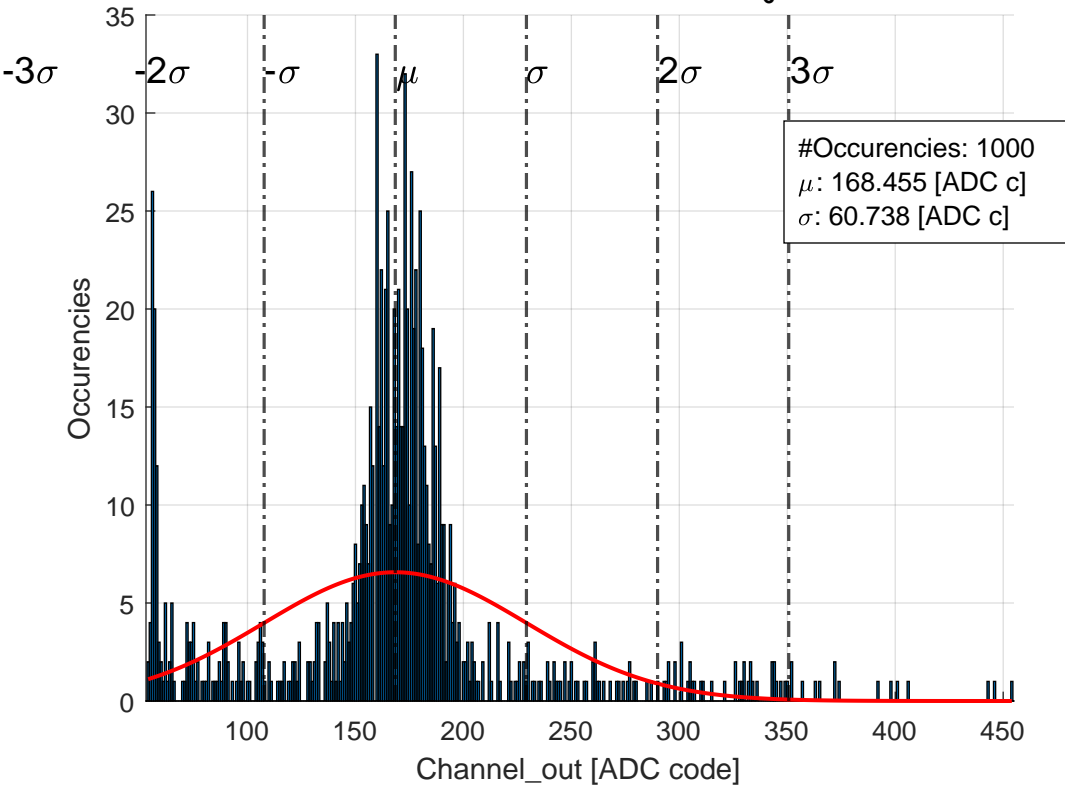 35
-3σ -2σ -σ μ σ 2σ 3σ
30
#Occurencies: 1000
μ: 168.455 [ADC c]
σ: 60.738 [ADC c]
25
20
15
10
5
0
Occurencies
100 150 200 250 300 350 400 450
Channel_out [ADC code]